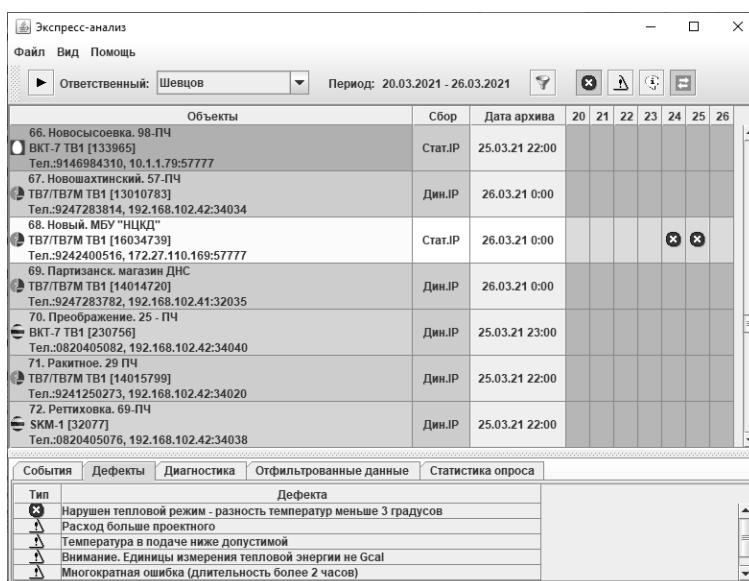 Экспресс-анализ
Файл Вид Помощь
Ответственный: Шевцов Период: 20.03.2021 - 26.03.2021
Объекты Сбор Дата архива 20 21 22 23 24 25 26
66. Новосысоевка. 98-ПЧ
ВКТ-7 ТВ1 [133965] Стат.IP 25.03.21 22:00
Тел.:9146984310, 10.1.1.79:57777
67. Новошахтинский. 57-ПЧ
ТВ7/ТВ7М ТВ1 [13010783] Дин.IP 26.03.21 0:00
Тел.:9247283814, 192.168.102.42:34034
68. Новый. МБУ "НЦКД"
ТВ7/ТВ7М ТВ1 [16034739] Стат.IP 26.03.21 0:00
Тел.:9242400516, 172.27.110.169:57777
69. Партизанск. магазин ДНС
ТВ7/ТВ7М ТВ1 [14014720] Дин.IP 26.03.21 0:00
Тел.:9247283782, 192.168.102.41:32035
70. Преображение. 25 - ПЧ
ВКТ-7 ТВ1 [230756] Дин.IP 25.03.21 23:00
Тел.:0820405082, 192.168.102.42:34040
71. Ракитное. 29 ПЧ
ТВ7/ТВ7М ТВ1 [14015799] Дин.IP 25.03.21 22:00
Тел.:9241250273, 192.168.102.42:34020
72. Реттиховка. 69-ПЧ
SKM-1 [32077] Дин.IP 25.03.21 22:00
Тел.:0820405076, 192.168.102.42:34038
События Дефекты Диагностика Отфильтрованные данные Статистика опроса
Тип Дефекта
Нарушен тепловой режим - разность температур меньше 3 градусов
Расход больше проектного
Температура в подаче ниже допустимой
Внимание. Единицы измерения тепловой энергии не Gcal
Многократная ошибка (длительность более 2 часов)